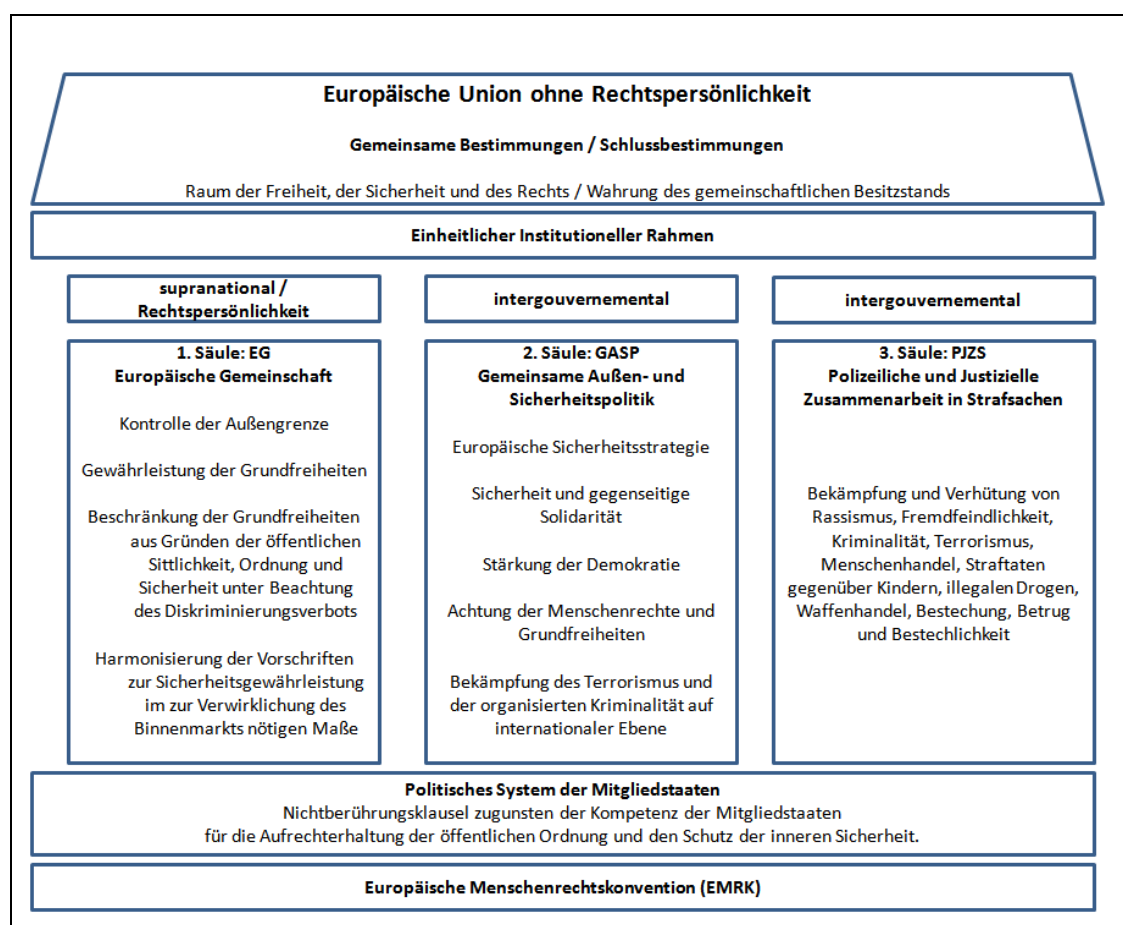 Europäische Union ohne Rechtspersönlichkeit
Gemeinsame Bestimmungen / Schlussbestimmungen
Raum der Freiheit, der Sicherheit und des Rechts / Wahrung des gemeinschaftlichen Besitzstands
Einheitlicher Institutioneller Rahmen
supranational /
Rechtspersönlichkeit
intergouvernemental
intergouvernemental
1. Säule: EG
Europäische Gemeinschaft
Kontrolle der Außengrenze
Gewährleistung der Grundfreiheiten
Beschränkung der Grundfreiheiten
aus Gründen der öffentlichen
Sittlichkeit, Ordnung und
Sicherheit unter Beachtung
des Diskriminierungsverbots
Harmonisierung der Vorschriften
zur Sicherheitsgewährleistung
im zur Verwirklichung des
Binnenmarkts nötigen Maße
2. Säule: GASP
Gemeinsame Außen- und
Sicherheitspolitik
Europäische Sicherheitsstrategie
Sicherheit und gegenseitige
Solidarität
Stärkung der Demokratie
Achtung der Menschenrechte und
Grundfreiheiten
Bekämpfung des Terrorismus und
der organisierten Kriminalität auf
internationaler Ebene
3. Säule: PJZS
Polizeiliche und Justizielle
Zusammenarbeit in Strafsachen
Bekämpfung und Verhütung von
Rassismus, Fremdfeindlichkeit,
Kriminalität, Terrorismus,
Menschenhandel, Straftaten
gegenüber Kindern, illegalen Drogen,
Waffenhandel, Bestechung, Betrug
und Bestechlichkeit
Politisches System der Mitgliedstaaten
Nichtberührungsklausel zugunsten der Kompetenz der Mitgliedstaaten
für die Aufrechterhaltung der öffentlichen Ordnung und den Schutz der inneren Sicherheit.
Europäische Menschenrechtskonvention (EMRK)